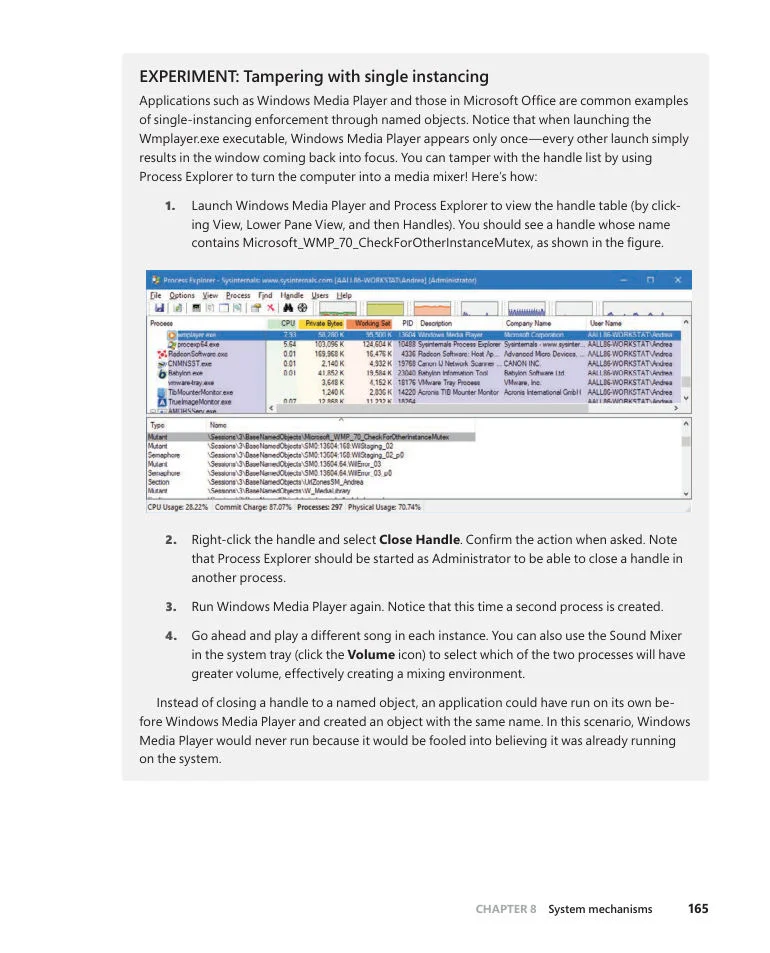 EXPERIMENT: Tampering with single instancing
Applications such as Windows Media Player and those in Microsoft Office are common examples
of single-instancing enforcement through named objects. Notice that when launching the
Wmplayer.exe executable, Windows Media Player appears only once—every other launch simply
results in the window coming back into focus. You can tamper with the handle list by using
Process Explorer to turn the computer into a media mixer! Here’s how:
1. Launch Windows Media Player and Process Explorer to view the handle table (by click-
ing View, Lower Pane View, and then Handles). You should see a handle whose name
contains Microsoft_WMP_70_CheckForOtherInstanceMutex, as shown in the figure.
Process Explorer - Sysinternals: www.sysinternals.com [AALL86-WORKSTAT\Andrea] (Administrator)
File Options View Process Find Handle Users Help
Process CPU Private Bytes Working Set PID Description Company Name User Name
wmplayer.exe 7.93 58,280 K 95,500 K 13604 Windows Media Player Microsoft Corporation AALL86-WORKSTAT\Andrea
procexp64.exe 5.64 103,096 K 124,604 K 10488 Sysinternals Process Explorer Sysinternals - www.sysinter... AALL86-WORKSTAT\Andrea
RadeonSoftware.exe 0.01 169,968 K 16,476 K 4336 Radeon Software: Host Ap... Advanced Micro Devices, ... AALL86-WORKSTAT\Andrea
CNMNSST.exe 0.01 2,140 K 4,932 K 19768 Canon IJ Network Scanner ... CANON INC. AALL86-WORKSTAT\Andrea
Babylon.exe 0.01 41,852 K 19,584 K 23040 Babylon Information Tool Babylon Software Ltd. AALL86-WORKSTAT\Andrea
vmware-tray.exe 3,648 K 4,152 K 18176 VMware Tray Process VMware, Inc. AALL86-WORKSTAT\Andrea
TibMounterMonitor.exe 1,240 K 2,836 K 14220 Acronis TIB Mounter Monitor Acronis International GmbH AALL86-WORKSTAT\Andrea
TrueImageMonitor.exe 0.07 12,868 K 11,232 K 18264 AALL86-WORKSTAT\Andrea
Type Name
Mutant \Sessions\3\BaseNamedObjects\Microsoft_WMP_70_CheckForOtherInstanceMutex
Mutant \Sessions\3\BaseNamedObjects\SM0:13604:168:WilStaging_02
Semaphore \Sessions\3\BaseNamedObjects\SM0:13604:168:WilStaging_02_p0
Mutant \Sessions\3\BaseNamedObjects\SM0:13604:64:WilError_03
Semaphore \Sessions\3\BaseNamedObjects\SM0:13604:64:WilError_03_p0
Section \Sessions\3\BaseNamedObjects\UrlZonesSM_Andrea
Mutant \Sessions\3\BaseNamedObjects\W_MediaLibrary
CPU Usage: 28.22% Commit Charge: 87.07% Processes: 297 Physical Usage: 70.74%
2. Right-click the handle and select Close Handle. Confirm the action when asked. Note
that Process Explorer should be started as Administrator to be able to close a handle in
another process.
3. Run Windows Media Player again. Notice that this time a second process is created.
4. Go ahead and play a different song in each instance. You can also use the Sound Mixer
in the system tray (click the Volume icon) to select which of the two processes will have
greater volume, effectively creating a mixing environment.
Instead of closing a handle to a named object, an application could have run on its own be-
fore Windows Media Player and created an object with the same name. In this scenario, Windows
Media Player would never run because it would be fooled into believing it was already running
on the system.
CHAPTER 8 System mechanisms 165